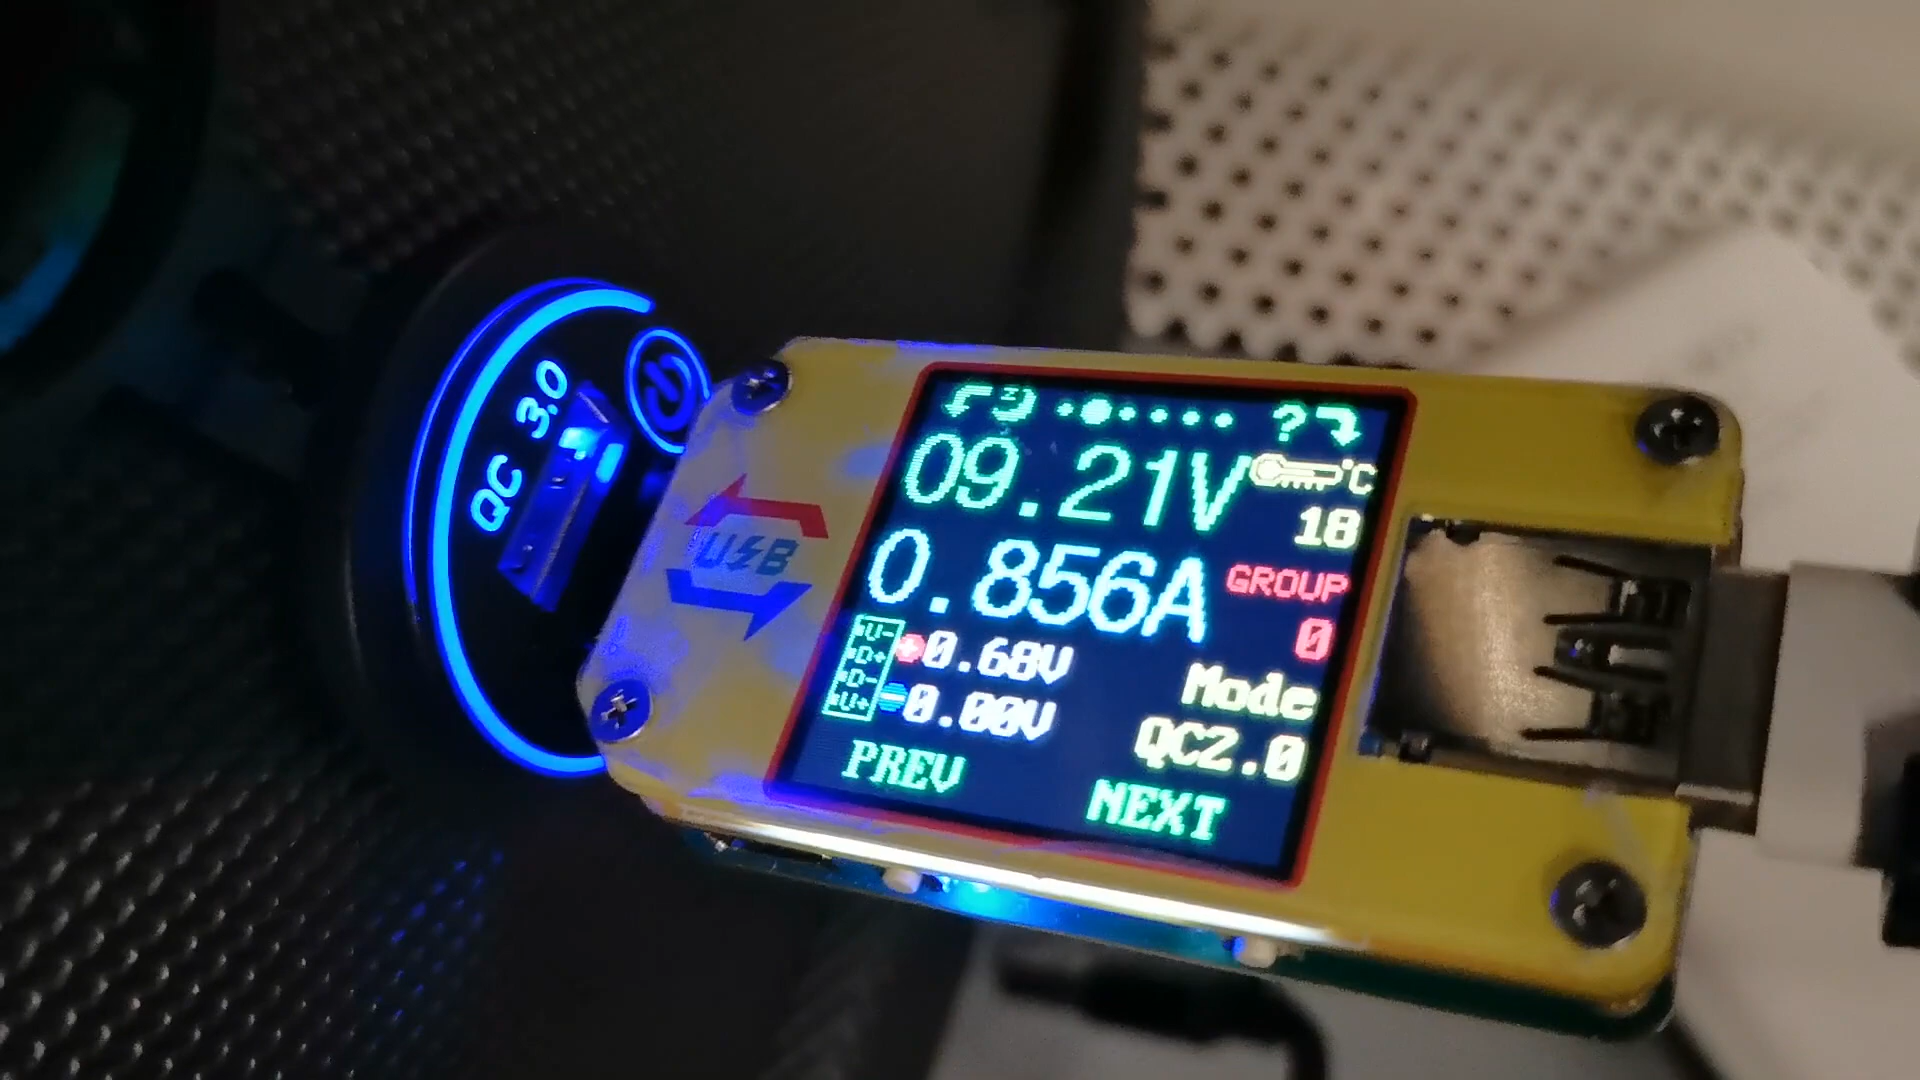 QC 3.0
USB
?
09.21V
°C
18
0.856A
GROUP
0
U-
D+
D-
U+
+0.68V
-0.00V
Mode
QC2.0
PREV
NEXT